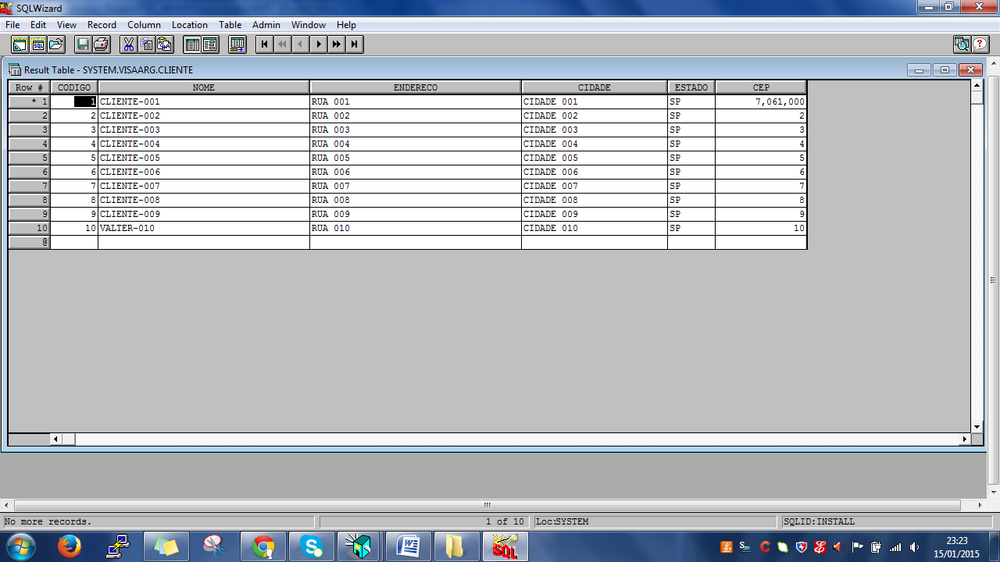 SQLWizard
File Edit View Record Column Location Table Admin Window Help
SQL
Result Table - SYSTEM.VISAARG.CLIENTE
Row # CODIGO NOME ENDERECO CIDADE ESTADO CEP
* 1 1 CLIENTE-001 RUA 001 CIDADE 001 SP 7,061,000
2 2 CLIENTE-002 RUA 002 CIDADE 002 SP 2
3 3 CLIENTE-003 RUA 003 CIDADE 003 SP 3
4 4 CLIENTE-004 RUA 004 CIDADE 004 SP 4
5 5 CLIENTE-005 RUA 005 CIDADE 005 SP 5
6 6 CLIENTE-006 RUA 006 CIDADE 006 SP 6
7 7 CLIENTE-007 RUA 007 CIDADE 007 SP 7
8 8 CLIENTE-008 RUA 008 CIDADE 008 SP 8
9 9 CLIENTE-009 RUA 009 CIDADE 009 SP 9
10 10 VALTER-010 RUA 010 CIDADE 010 SP 10
@
No more records. 1 of 10 Loc:SYSTEM SQLID:INSTALL
SQL
23:23
15/01/2015